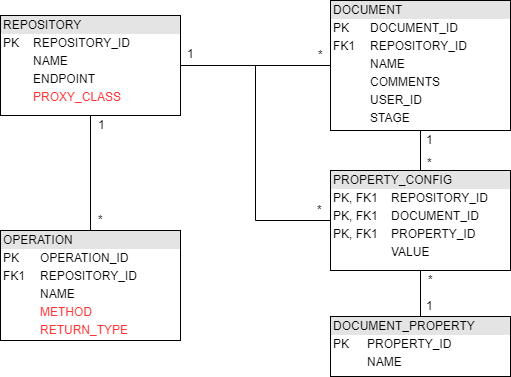 REPOSITORY
PK REPOSITORY_ID
NAME
ENDPOINT
PROXY_CLASS
1
*
1
*
DOCUMENT
PK DOCUMENT_ID
FK1 REPOSITORY_ID
NAME
COMMENTS
USER_ID
STAGE
1
*
PROPERTY_CONFIG
PK, FK1 REPOSITORY_ID
PK, FK1 DOCUMENT_ID
PK, FK1 PROPERTY_ID
VALUE
*
*
1
OPERATION
PK OPERATION_ID
FK1 REPOSITORY_ID
NAME
METHOD
RETURN_TYPE
DOCUMENT_PROPERTY
PK PROPERTY_ID
NAME